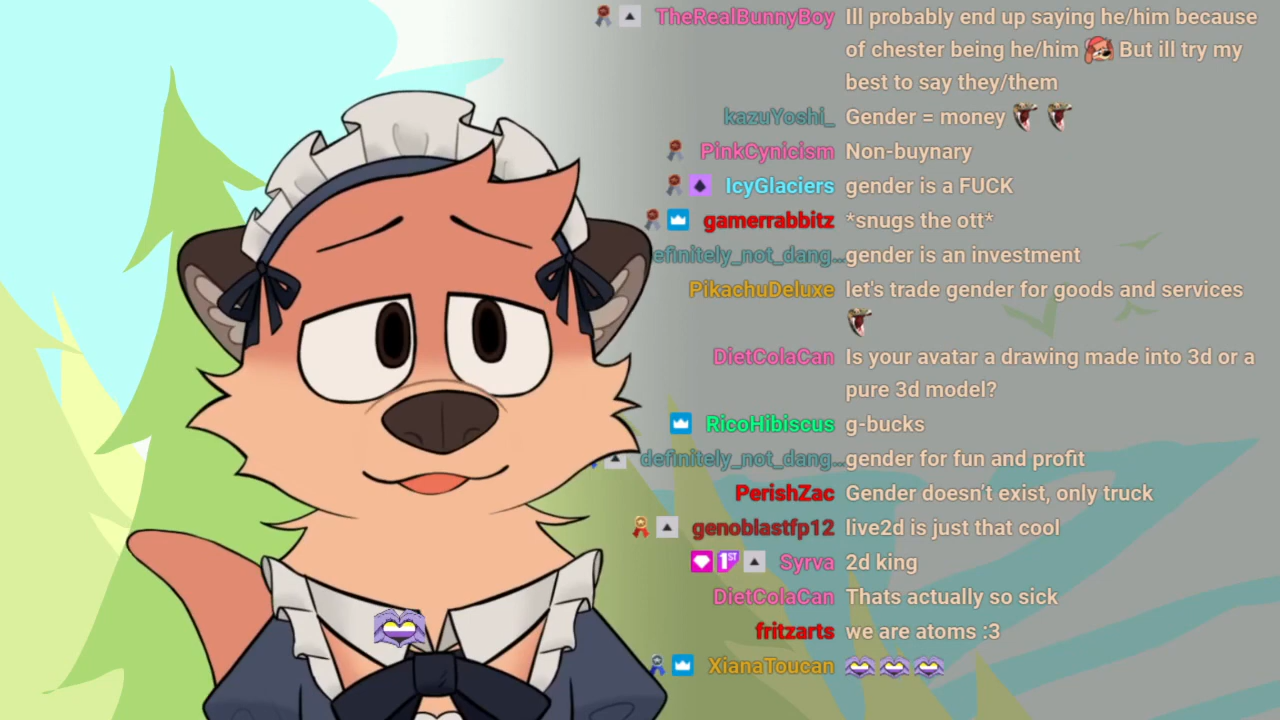 TheRealBunnyBoy Ill probably end up saying he/him because
of chester being he/him But ill try my
best to say they/them
kazuYoshi_ Gender = money
PinkCynicism Non-buynary
IcyGlaciers gender is a FUCK
gamerrabbitz *snugs the ott*
efinitely_not_dang... gender is an investment
PikachuDeluxe let's trade gender for goods and services
DietColaCan Is your avatar a drawing made into 3d or a
pure 3d model?
RicoHibiscus g-bucks
definitely_not_dang... gender for fun and profit
PerishZac Gender doesn't exist, only truck
genoblastfp12 live2d is just that cool
1ST Syrva 2d king
DietColaCan Thats actually so sick
fritzarts we are atoms :3
XianaToucan